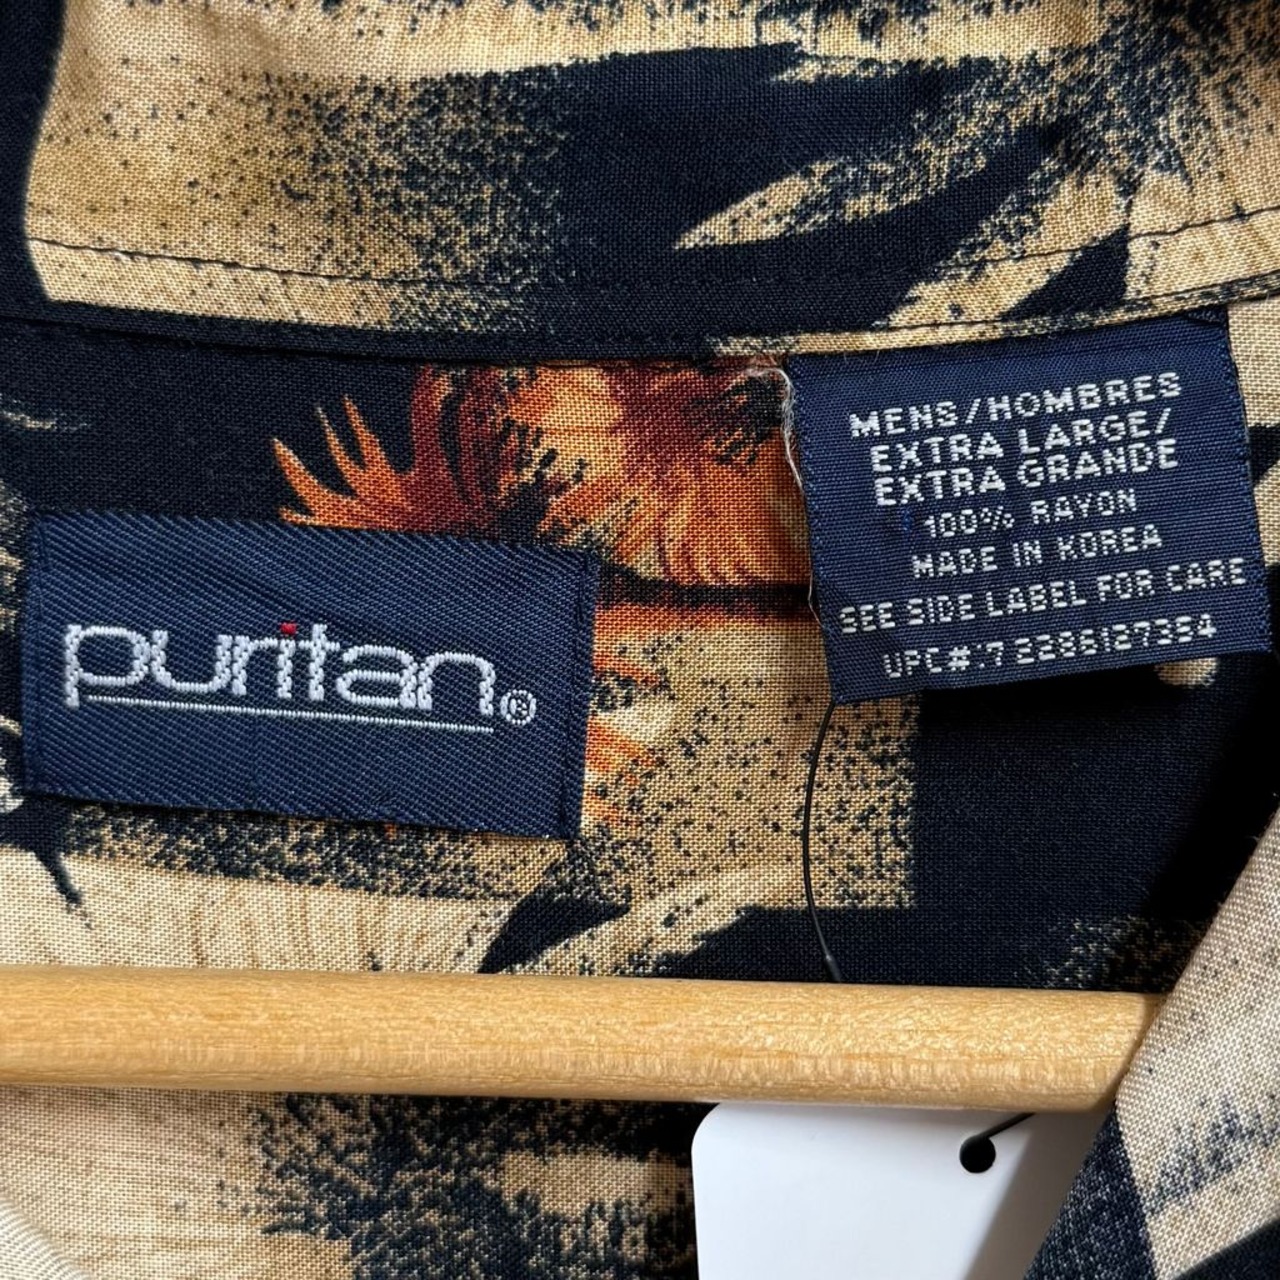 puritan®
MENS/HOMBRES
EXTRA LARGE/
EXTRA GRANDE
100% RAYON
MADE IN KOREA
SEE SIDE LABEL FOR CARE
UPC#:7 2286127384